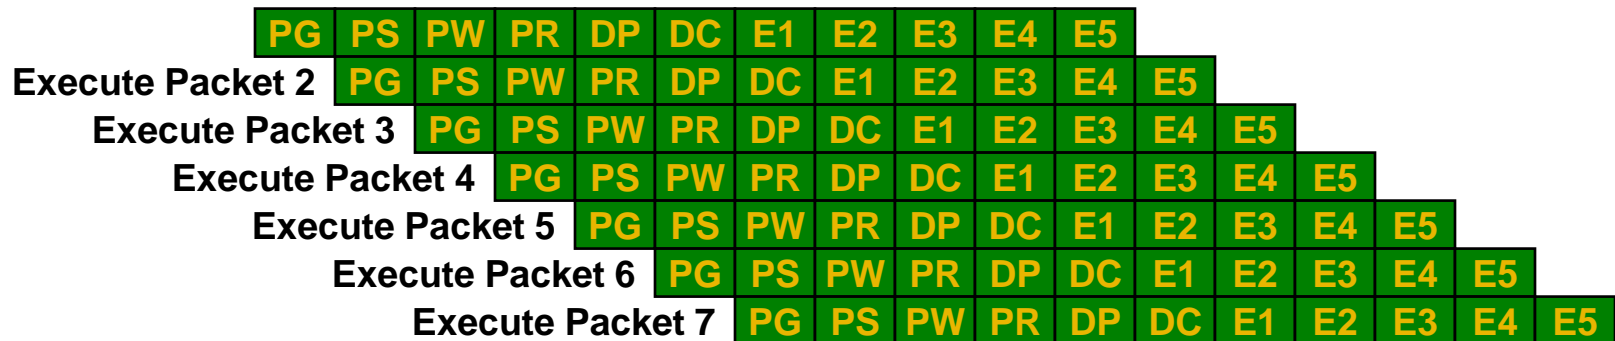 PG PS PW PR DP DC E1 E2 E3 E4 E5
Execute Packet 2 PG PS PW PR DP DC E1 E2 E3 E4 E5
Execute Packet 3 PG PS PW PR DP DC E1 E2 E3 E4 E5
Execute Packet 4 PG PS PW PR DP DC E1 E2 E3 E4 E5
Execute Packet 5 PG PS PW PR DP DC E1 E2 E3 E4 E5
Execute Packet 6 PG PS PW PR DP DC E1 E2 E3 E4 E5
Execute Packet 7 PG PS PW PR DP DC E1 E2 E3 E4 E5